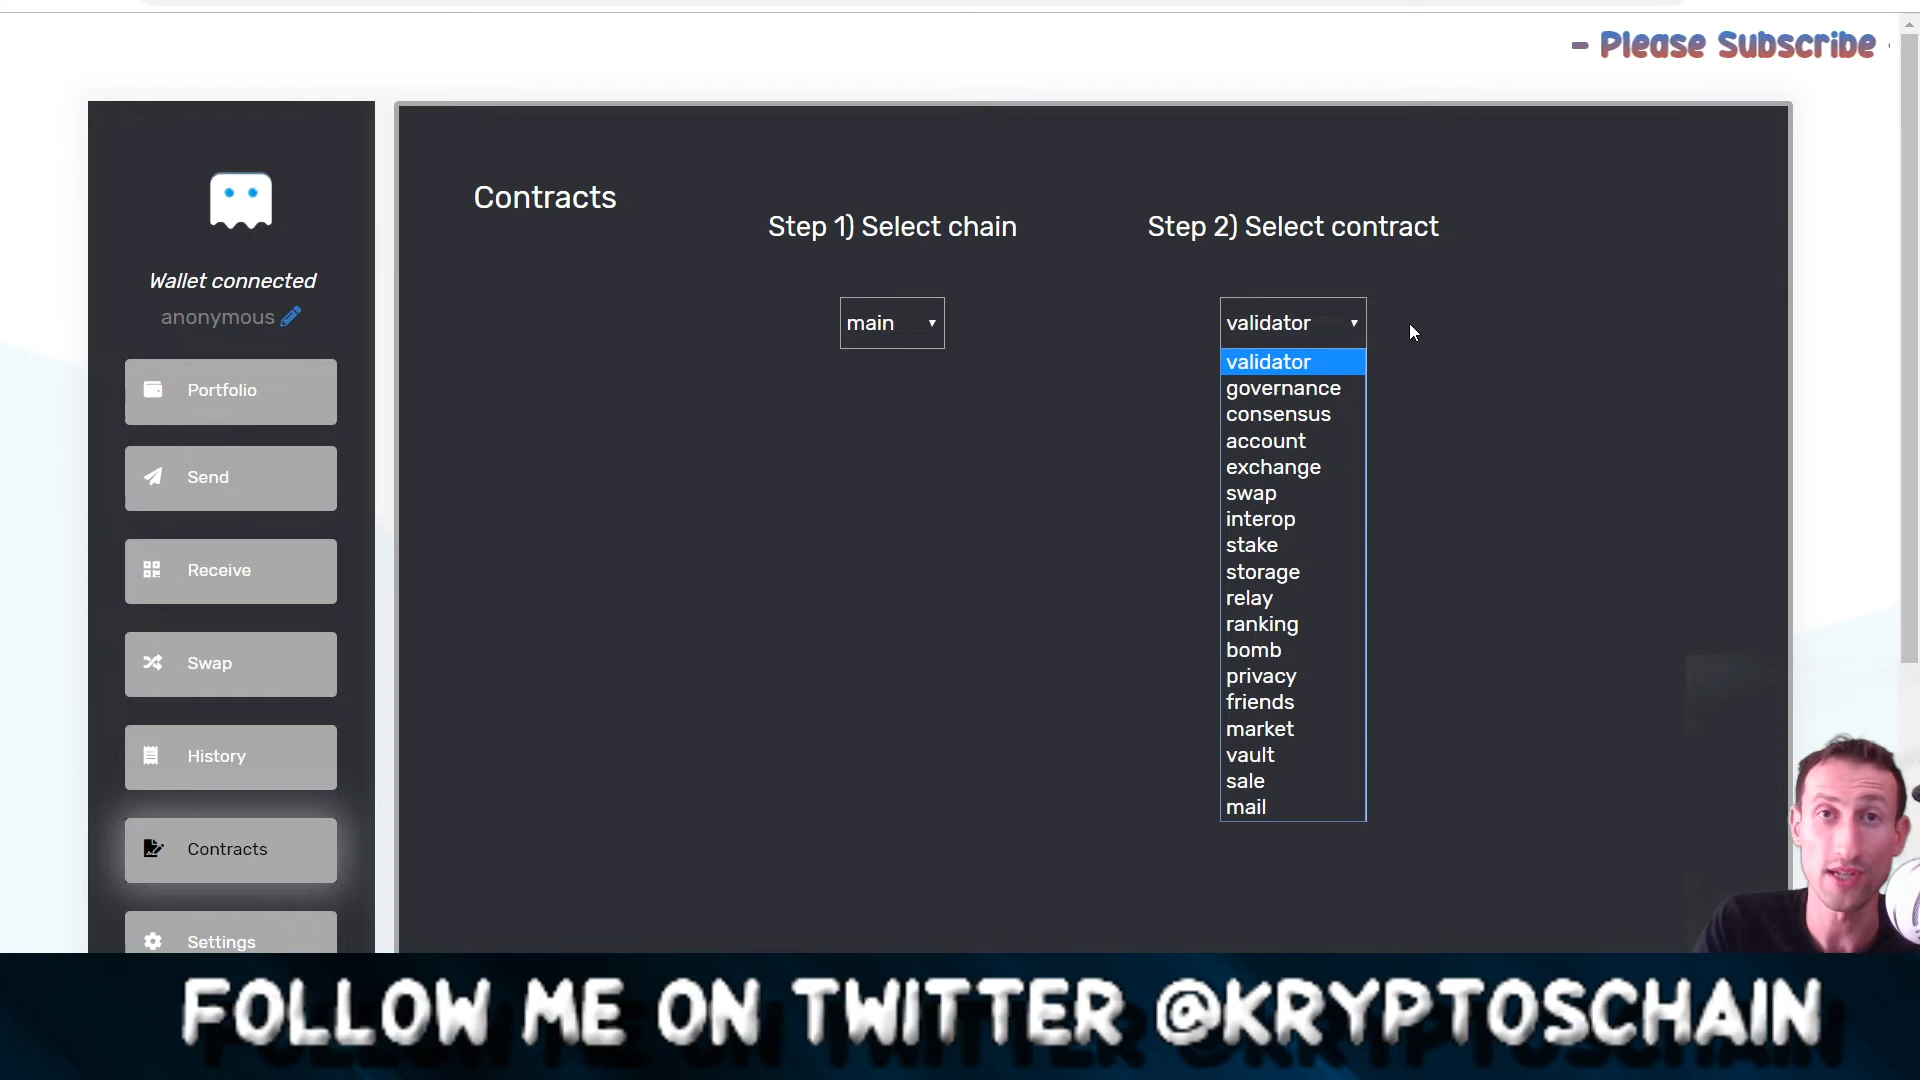 - Please Subscribe
Wallet connected
anonymous
Portfolio
Send
Receive
Swap
History
Contracts
Settings
Contracts
Step 1) Select chain
main
Step 2) Select contract
validator
validator
governance
consensus
account
exchange
swap
interop
stake
storage
relay
ranking
bomb
privacy
friends
market
vault
sale
mail
FOLLOW ME ON TWITTER @KRYPTOSCHAIN